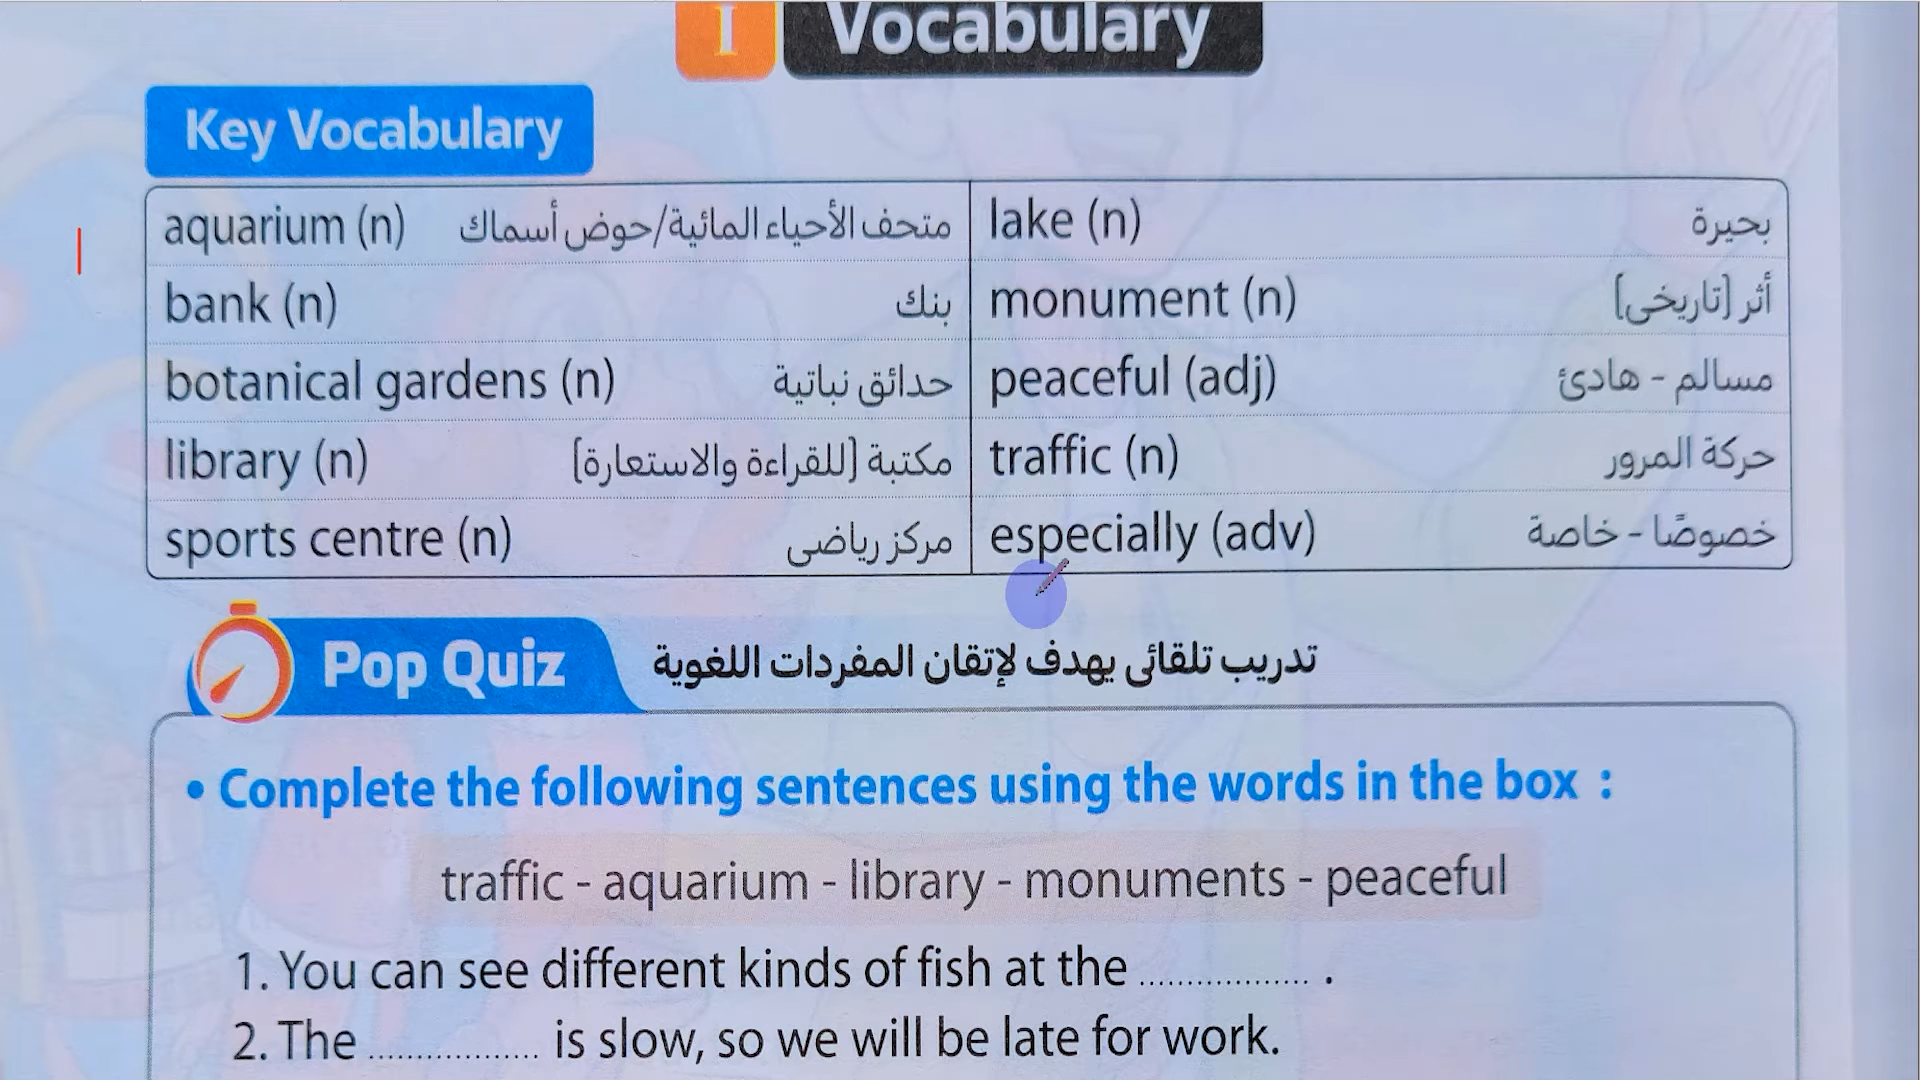 I Vocabulary
Key Vocabulary
aquarium (n) متحف الأحياء المائية/حوض أسماك
lake (n) بحيرة
bank (n) بنك
monument (n) أثر [تاريخى]
botanical gardens (n) حدائق نباتية
peaceful (adj) مسالم - هادئ
library (n) مكتبة [للقراءة والاستعارة]
traffic (n) حركة المرور
sports centre (n) مركز رياضى
especially (adv) خصوصًا - خاصة
Pop Quiz تدريب تلقائى يهدف لإتقان المفردات اللغوية
• Complete the following sentences using the words in the box :
traffic - aquarium - library - monuments - peaceful
1. You can see different kinds of fish at the ................. .
2. The ................. is slow, so we will be late for work.